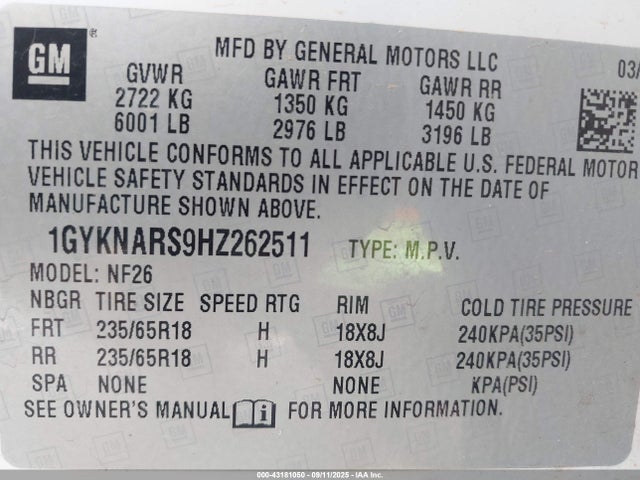 GM
MFD BY GENERAL MOTORS LLC
03/
GVWR GAWR FRT GAWR RR
2722 KG 1350 KG 1450 KG
6001 LB 2976 LB 3196 LB
THIS VEHICLE CONFORMS TO ALL APPLICABLE U.S. FEDERAL MOTOR
VEHICLE SAFETY STANDARDS IN EFFECT ON THE DATE OF
MANUFACTURE SHOWN ABOVE.
1GYKNARS9HZ262511 TYPE: M.P.V.
MODEL: NF26
NBGR TIRE SIZE SPEED RTG RIM COLD TIRE PRESSURE
FRT 235/65R18 H 18X8J 240KPA(35PSI)
RR 235/65R18 H 18X8J 240KPA(35PSI)
SPA NONE NONE KPA(PSI)
SEE OWNER'S MANUAL FOR MORE INFORMATION.
000-43181050 - 09/11/2025 - IAAI, Inc.